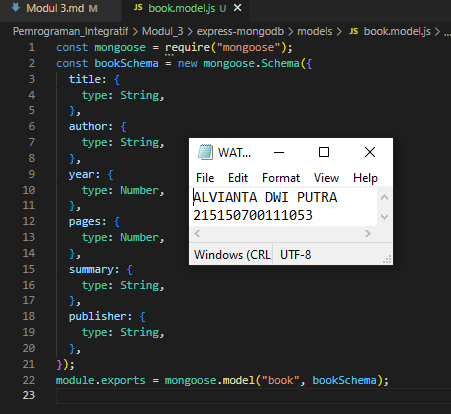 Modul 3.md U
JS book.model.js U
Pemrograman_Integratif > Modul_3 > express-mongodb > models > JS book.model.js > ...
1 const mongoose = require("mongoose");
2 const bookSchema = new mongoose.Schema({
3 title: {
4 type: String,
5 },
6 author: {
7 type: String,
8 },
9 year: {
10 type: Number,
11 },
12 pages: {
13 type: Number,
14 },
15 summary: {
16 type: String,
17 },
18 publisher: {
19 type: String,
20 },
21 });
22 module.exports = mongoose.model("book", bookSchema);
23
WAT...
File Edit Format View Help
ALVIANTA DWI PUTRA
215150700111053
Windows (CRL UTF-8